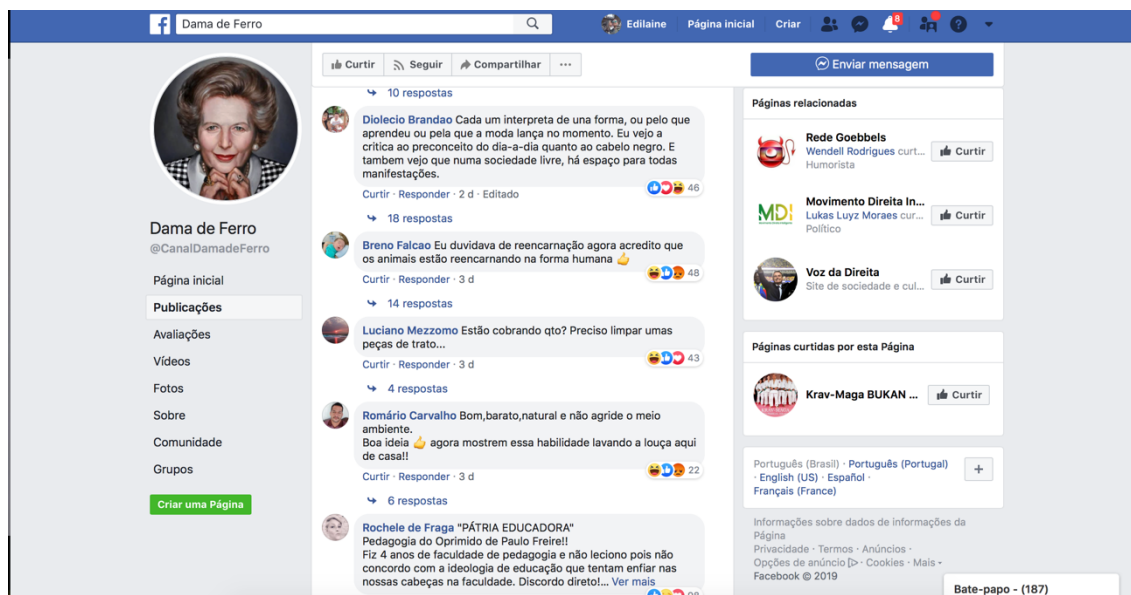 Dama de Ferro
Edilaine
Página inicial
Criar
8
Curtir
Seguir
Compartilhar
Enviar mensagem
Dama de Ferro
@CanalDamadeFerro
Página inicial
Publicações
Avaliações
Vídeos
Fotos
Sobre
Comunidade
Grupos
Criar uma Página
10 respostas
Diolecio Brandao Cada um interpreta de una forma, ou pelo que
aprendeu ou pela que a moda lança no momento. Eu vejo a
critica ao preconceito do dia-a-dia quanto ao cabelo negro. E
tambem vejo que numa sociedade livre, há espaço para todas
manifestações.
46
Curtir · Responder · 2 d · Editado
18 respostas
Breno Falcao Eu duvidava de reencarnação agora acredito que
os animais estão reencarnando na forma humana 👍
48
Curtir · Responder · 3 d
14 respostas
Luciano Mezzomo Estão cobrando qto? Preciso limpar umas
peças de trato...
43
Curtir · Responder · 3 d
4 respostas
Romário Carvalho Bom,barato,natural e não agride o meio
ambiente.
Boa ideia 👍 agora mostrem essa habilidade lavando a louça aqui
de casa!!
22
Curtir · Responder · 3 d
6 respostas
Rochele de Fraga "PÁTRIA EDUCADORA"
Pedagogia do Oprimido de Paulo Freire!!
Fiz 4 anos de faculdade de pedagogia e não leciono pois não
concordo com a ideologia de educação que tentam enfiar nas
nossas cabeças na faculdade. Discordo direto!... Ver mais
Páginas relacionadas
Rede Goebbels
Wendell Rodrigues curt...
Humorista
Curtir
MDI
Movimento Direita In...
Lukas Luyz Moraes cur...
Político
Curtir
Voz da Direita
Site de sociedade e cul...
Curtir
Páginas curtidas por esta Página
Krav-Maga BUKAN ...
Curtir
Português (Brasil) · Português (Portugal)
· English (US) · Español ·
Français (France)
Informações sobre dados de informações da
Página
Privacidade · Termos · Anúncios ·
Opções de anúncio · Cookies · Mais
Facebook © 2019
Bate-papo - (187)